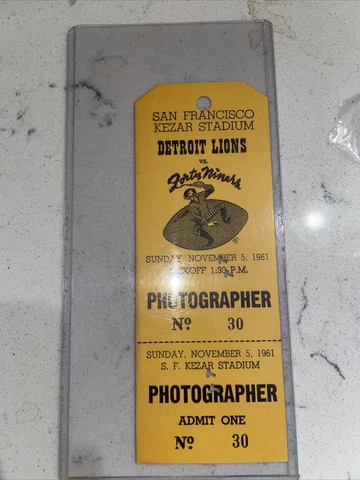 SAN FRANCISCO
KEZAR STADIUM
DETROIT LIONS
vs.
Forty Niners
SUNDAY, NOVEMBER 5, 1961
KICKOFF 1:30 P.M.
PHOTOGRAPHER
No 30
SUNDAY, NOVEMBER 5, 1961
S. F. KEZAR STADIUM
PHOTOGRAPHER
ADMIT ONE
No 30